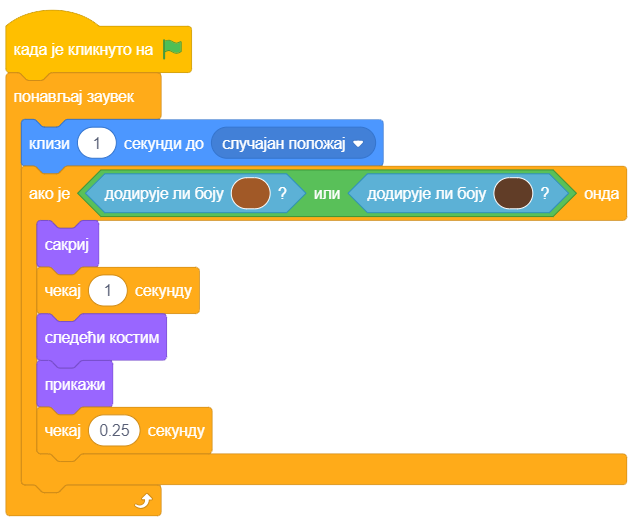 када је кликнуто на
понављај заувек
клизи 1 секунди до случајан положај
ако је додирује ли боју ? или додирује ли боју ? онда
сакриј
чекај 1 секунду
следећи костим
прикажи
чекај 0.25 секунду